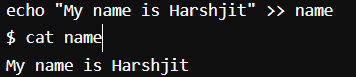 echo "My name is Harshjit" >> name
$ cat name
My name is Harshjit